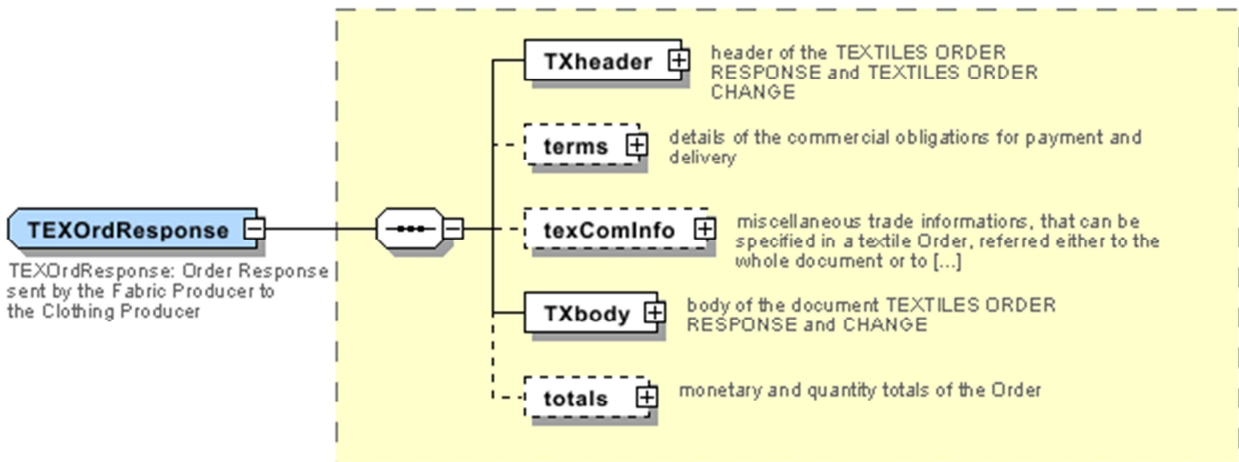 TXheader
header of the TEXTILES ORDER
RESPONSE and TEXTILES ORDER
CHANGE
terms
details of the commercial obligations for payment and
delivery
TEXOrdResponse
TEXOrdResponse: Order Response
sent by the Fabric Producer to
the Clothing Producer
texComInfo
miscellaneous trade informations, that can be
specified in a textile Order, referred either to the
whole document or to [...]
TXbody
body of the document TEXTILES ORDER
RESPONSE and CHANGE
totals
monetary and quantity totals of the Order